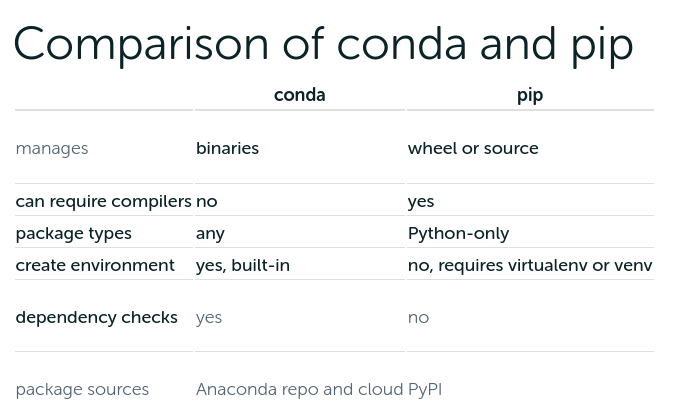 Comparison of conda and pip
conda pip
manages binaries wheel or source
can require compilers no yes
package types any Python-only
create environment yes, built-in no, requires virtualenv or venv
dependency checks yes no
package sources Anaconda repo and cloud PyPI